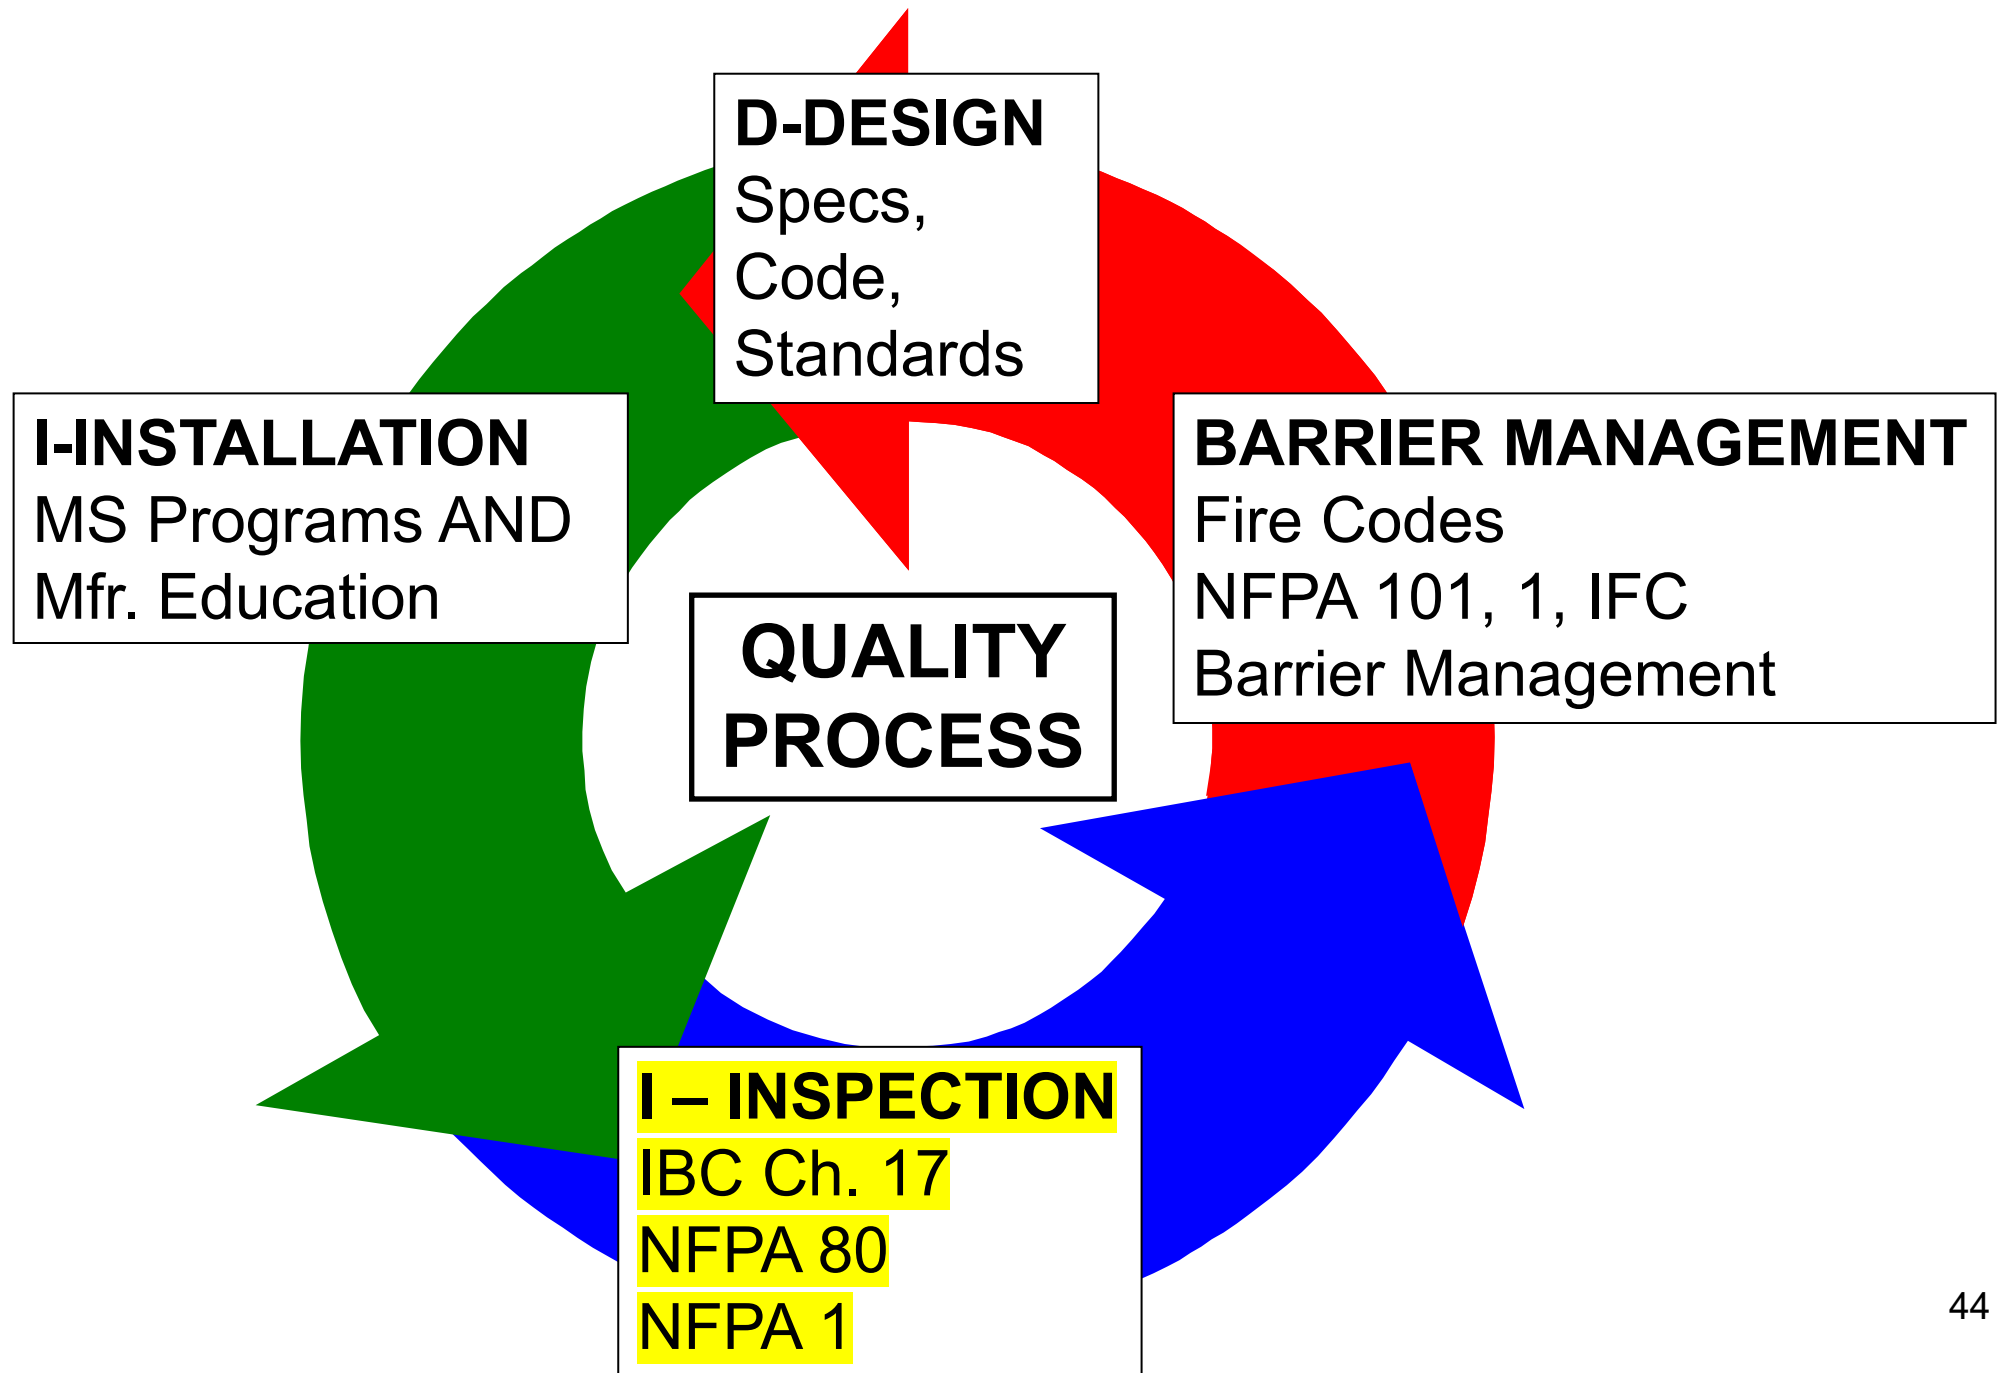 D-DESIGN
Specs,
Code,
Standards
I-INSTALLATION
MS Programs AND
Mfr. Education
BARRIER MANAGEMENT
Fire Codes
NFPA 101, 1, IFC
Barrier Management
QUALITY
PROCESS
I – INSPECTION
IBC Ch. 17
NFPA 80
NFPA 1
44